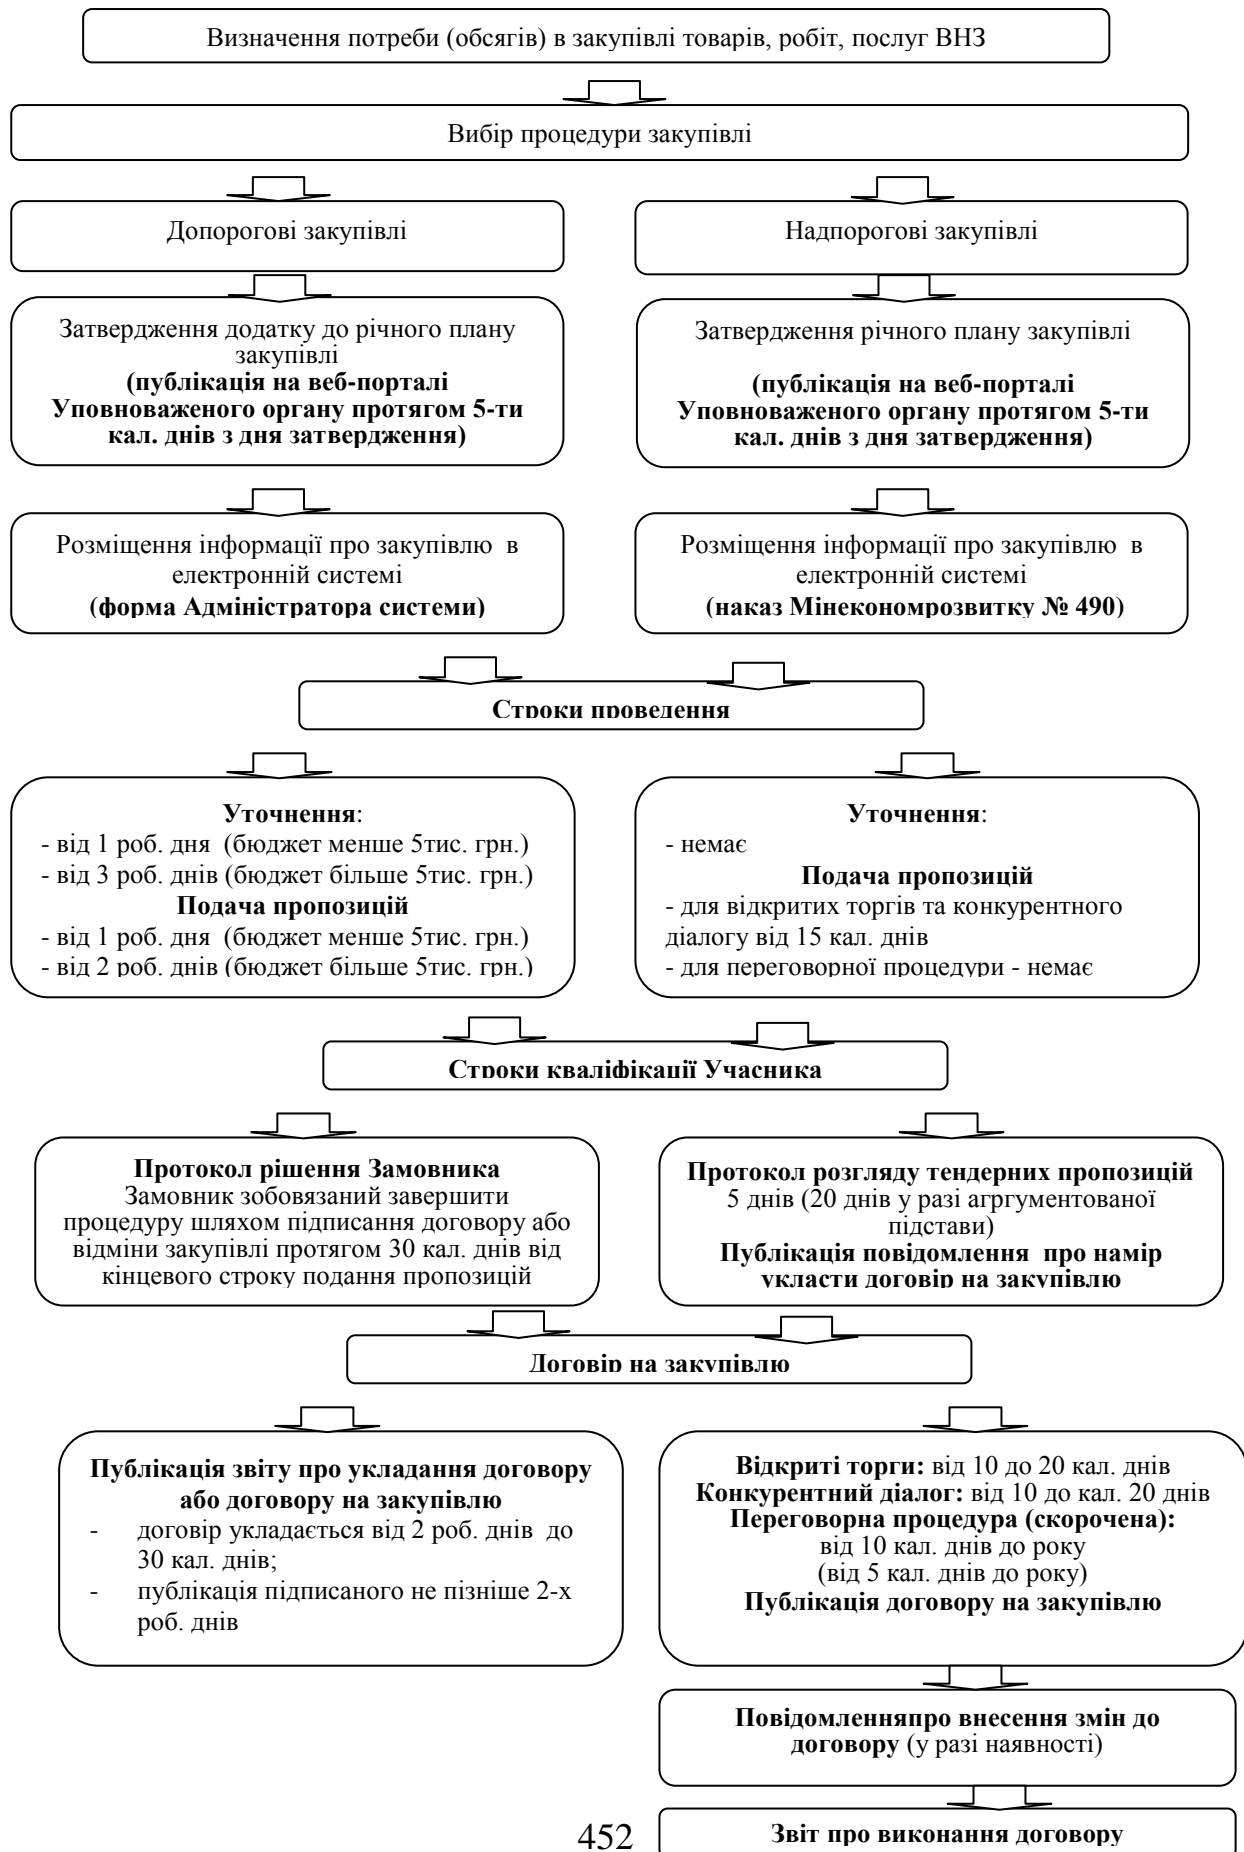 Визначення потреби (обсягів) в закупівлі товарів, робіт, послуг ВНЗ
Вибір процедури закупівлі
Допорогові закупівлі
Надпорогові закупівлі
Затвердження додатку до річного плану
закупівлі
(публікація на веб-порталі
Уповноваженого органу протягом 5-ти
кал. днів з дня затвердження)
Затвердження річного плану закупівлі
(публікація на веб-порталі
Уповноваженого органу протягом 5-ти
кал. днів з дня затвердження)
Розміщення інформації про закупівлю в
електронній системі
(форма Адміністратора системи)
Розміщення інформації про закупівлю в
електронній системі
(наказ Мінекономрозвитку № 490)
Строки проведення
Уточнення:
- від 1 роб. дня (бюджет менше 5тис. грн.)
- від 3 роб. днів (бюджет більше 5тис. грн.)
Подача пропозицій
- від 1 роб. дня (бюджет менше 5тис. грн.)
- від 2 роб. днів (бюджет більше 5тис. грн.)
Уточнення:
- немає
Подача пропозицій
- для відкритих торгів та конкурентного
діалогу від 15 кал. днів
- для переговорної процедури - немає
Строки кваліфікації Учасника
Протокол рішення Замовника
Замовник зобовязаний завершити
процедуру шляхом підписання договору або
відміни закупівлі протягом 30 кал. днів від
кінцевого строку подання пропозицій
Протокол розгляду тендерних пропозицій
5 днів (20 днів у разі агргументованої
підстави)
Публікація повідомлення про намір
укласти договір на закупівлю
Договір на закупівлю
Публікація звіту про укладання договору
або договору на закупівлю
- договір укладається від 2 роб. днів до
30 кал. днів;
- публікація підписаного не пізніше 2-х
роб. днів
Відкриті торги: від 10 до 20 кал. днів
Конкурентний діалог: від 10 до кал. 20 днів
Переговорна процедура (скорочена):
від 10 кал. днів до року
(від 5 кал. днів до року)
Публікація договору на закупівлю
Повідомленняпро внесення змін до
договору (у разі наявності)
Звіт про виконання договору
452